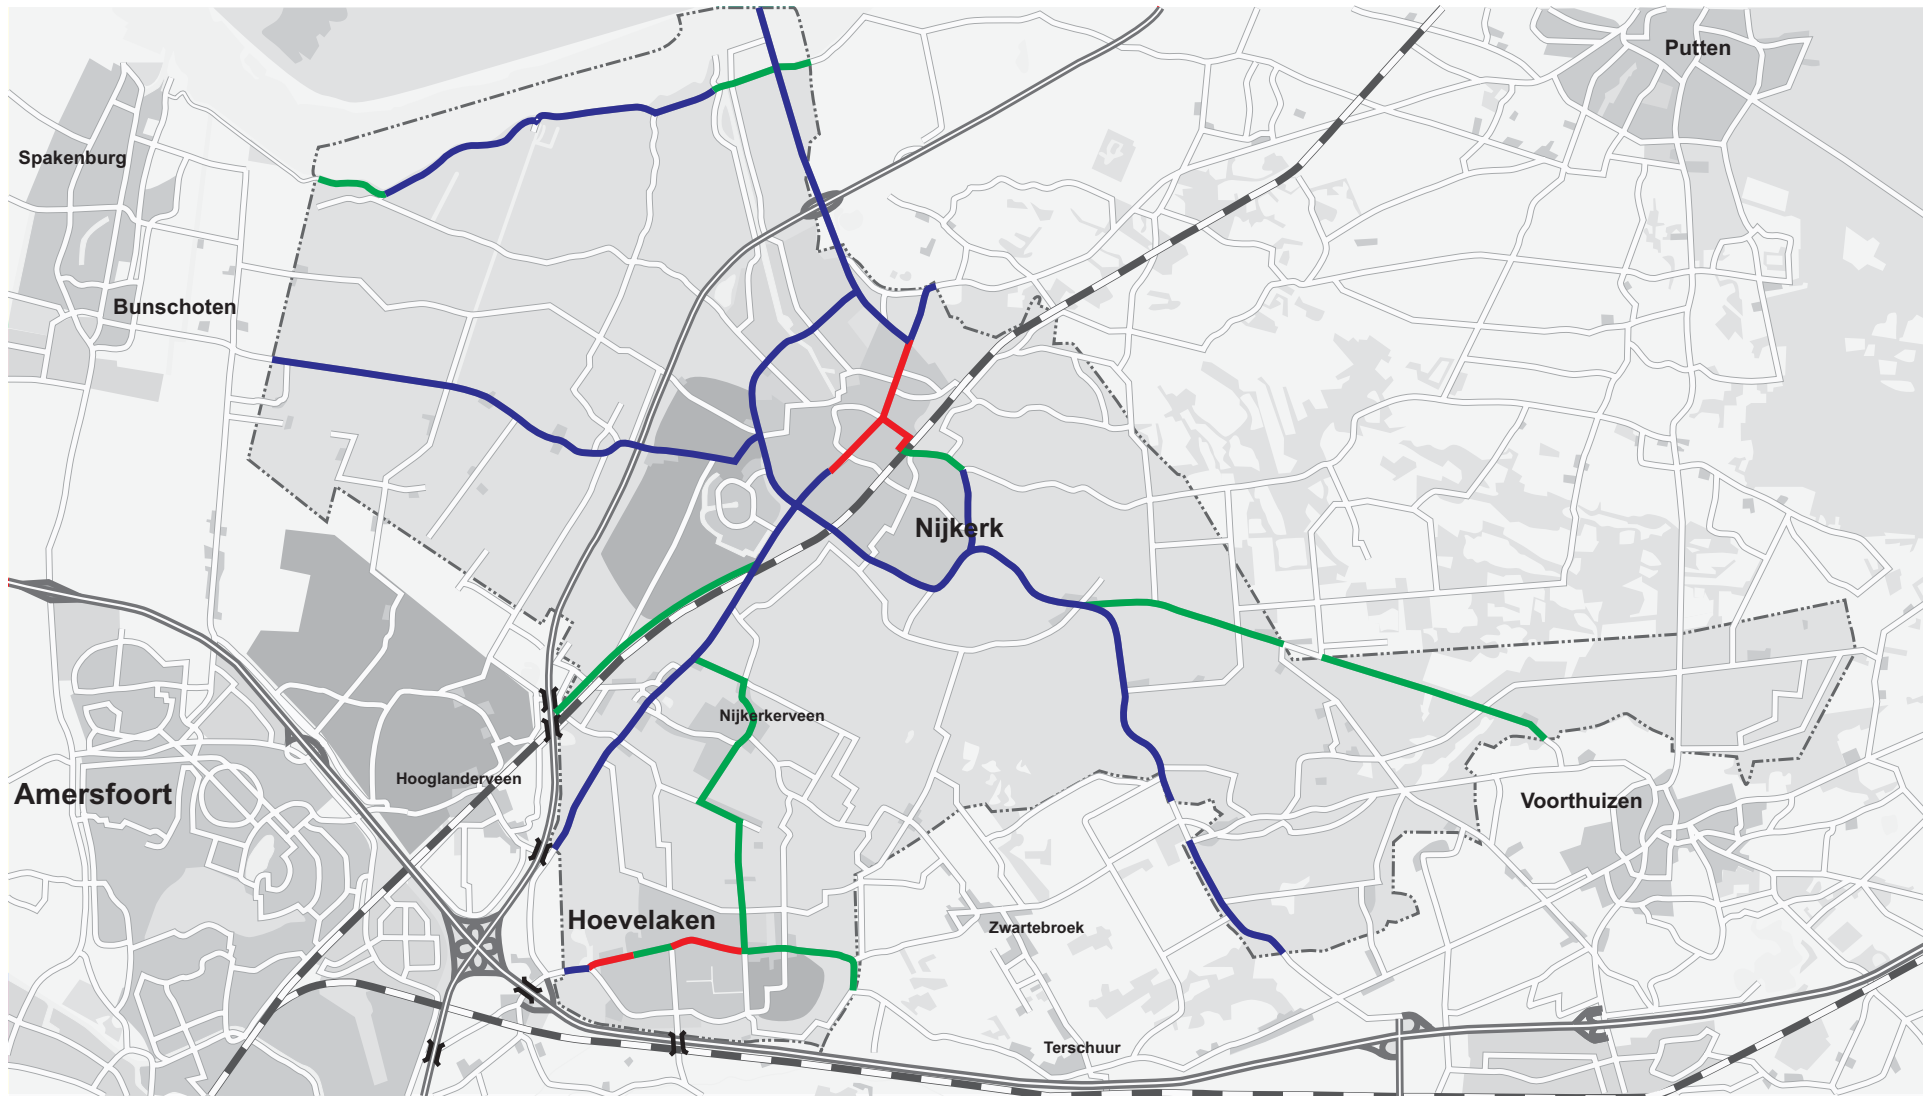 Putten
Spakenburg
Bunschoten
Nijkerk
Nijkerkerveen
Hooglanderveen
Amersfoort
Voorthuizen
Hoevelaken
Zwartebroek
Terschuur